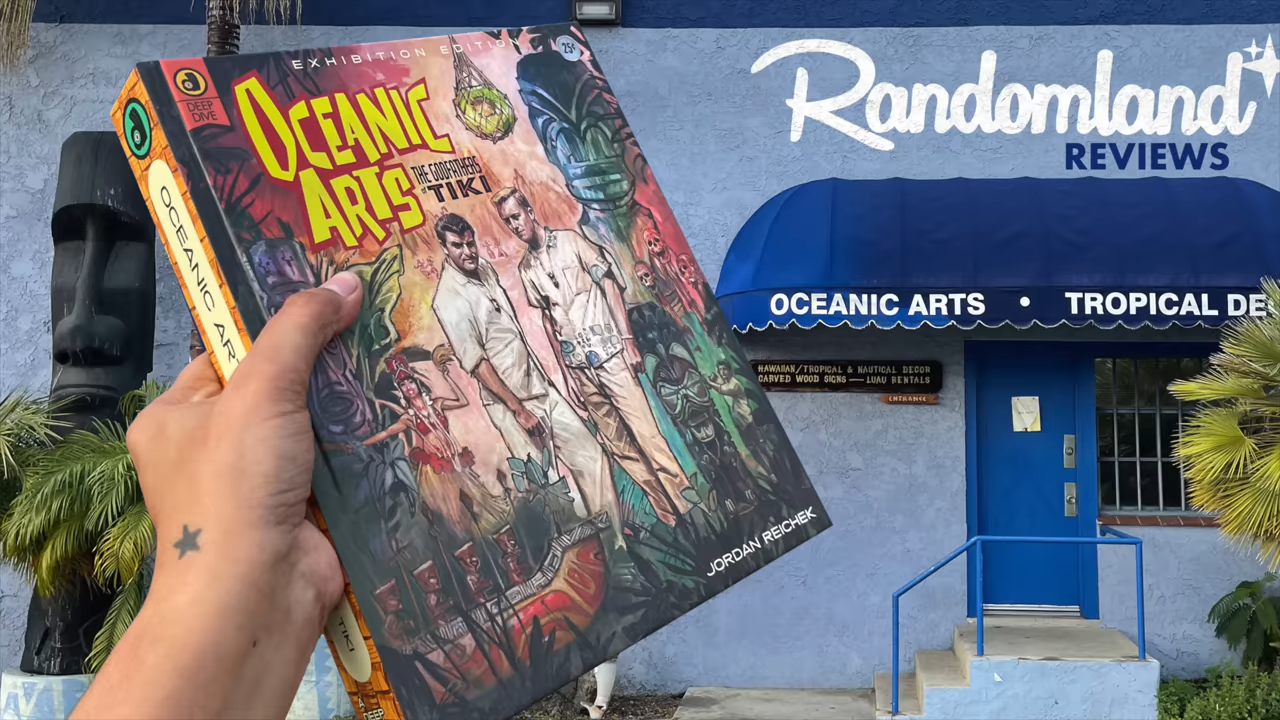 EXHIBITION EDITION
25¢
DEEP
DIVE
OCEANIC
ARTS
THE GODFATHERS
of TIKI
JORDAN REICHEK
OCEANIC AR
TIKI
DEEP
Randomland
REVIEWS
OCEANIC ARTS • TROPICAL DE
HAWAIIAN/TROPICAL & NAUTICAL DECOR
CARVED WOOD SIGNS — LUAU RENTALS
ENTRANCE